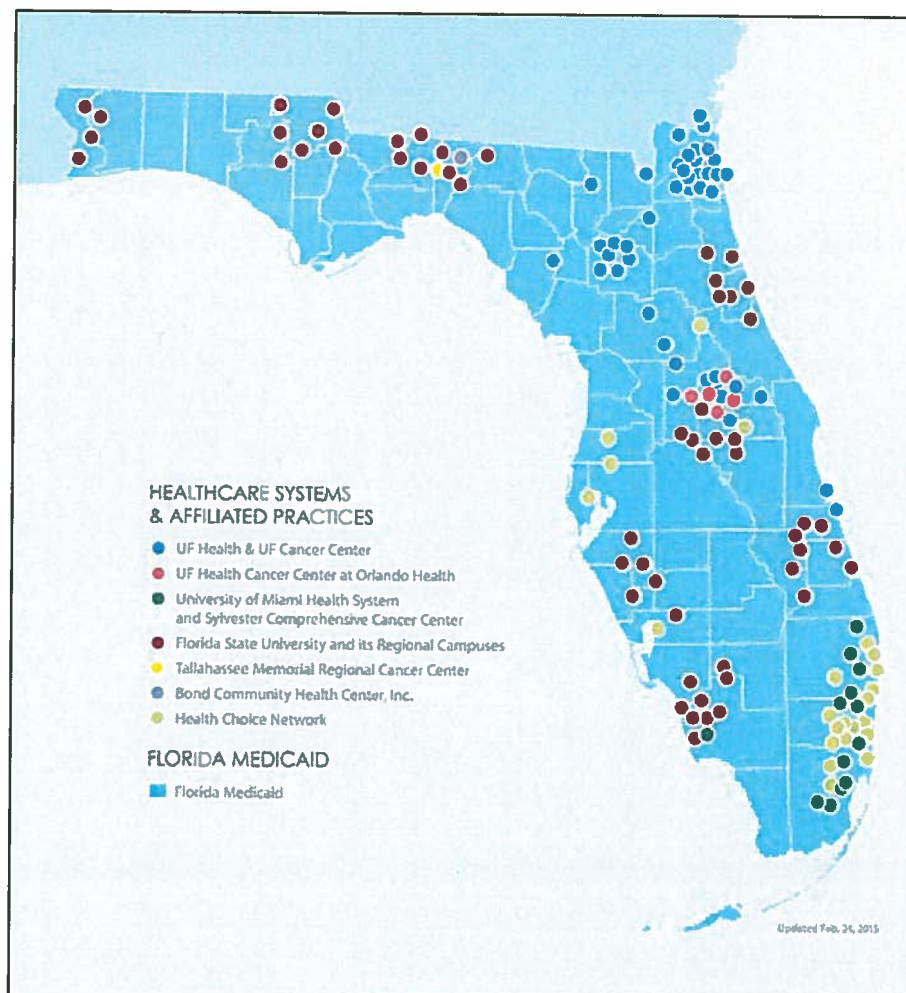 HEALTHCARE SYSTEMS
& AFFILIATED PRACTICES
UF Health & UF Cancer Center
UF Health Cancer Center at Orlando Health
University of Miami Health System
and Sylvester Comprehensive Cancer Center
Florida State University and its Regional Campuses
Tallahassee Memorial Regional Cancer Center
Bond Community Health Center, Inc.
Health Choice Network
FLORIDA MEDICAID
Florida Medicaid
Updated Feb. 24, 2015